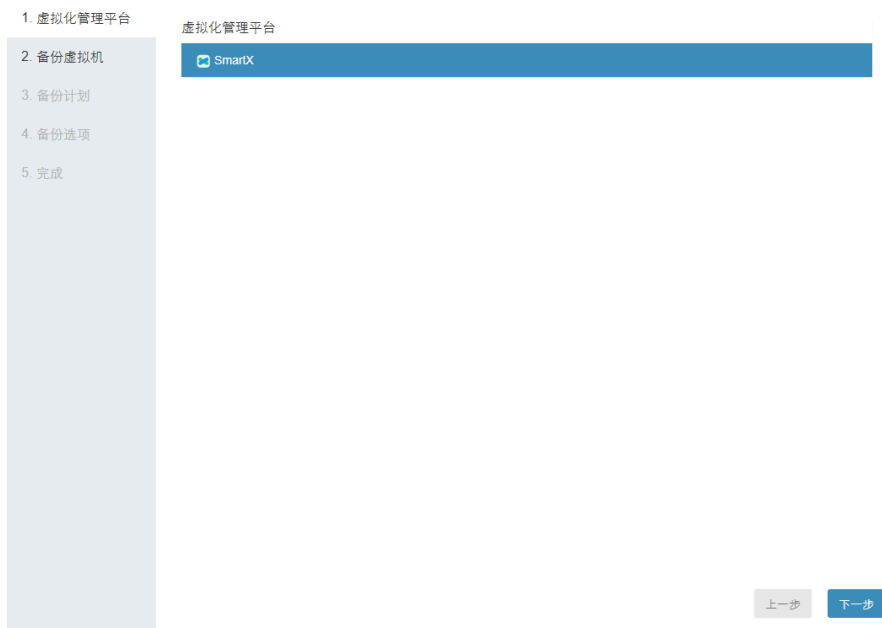 1. 虚拟化管理平台
2. 备份虚拟机
3. 备份计划
4. 备份选项
5. 完成
虚拟化管理平台
SmartX
上一步
下一步